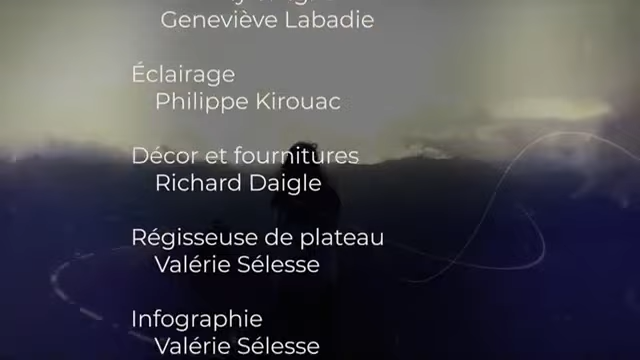 Geneviève Labadie
Éclairage
Philippe Kirouac
Décor et fournitures
Richard Daigle
Régisseuse de plateau
Valérie Sélesse
Infographie
Valérie Sélesse